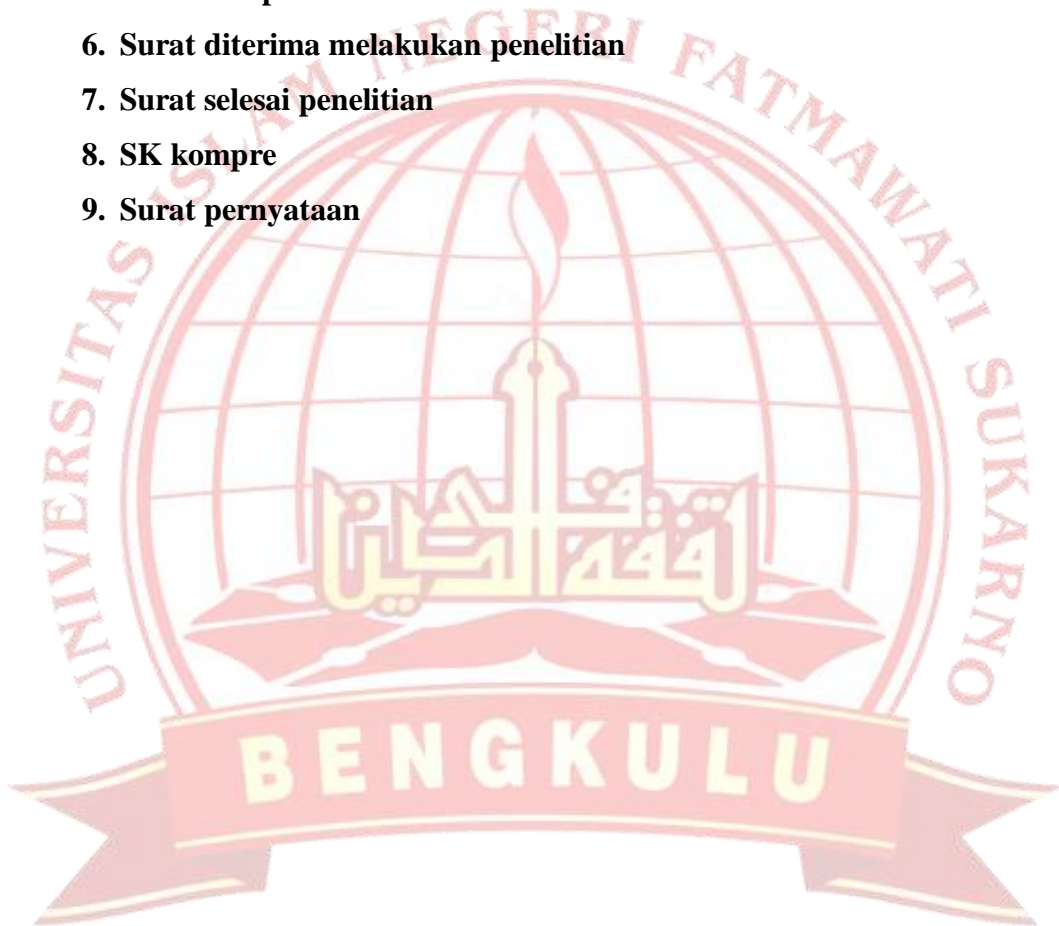 6. Surat diterima melakukan penelitian
7. Surat selesai penelitian
8. SK kompre
9. Surat pernyataan
UNIVERSITAS ISLAM NEGERI FATMAWATI SUKARNO
BENGKULU